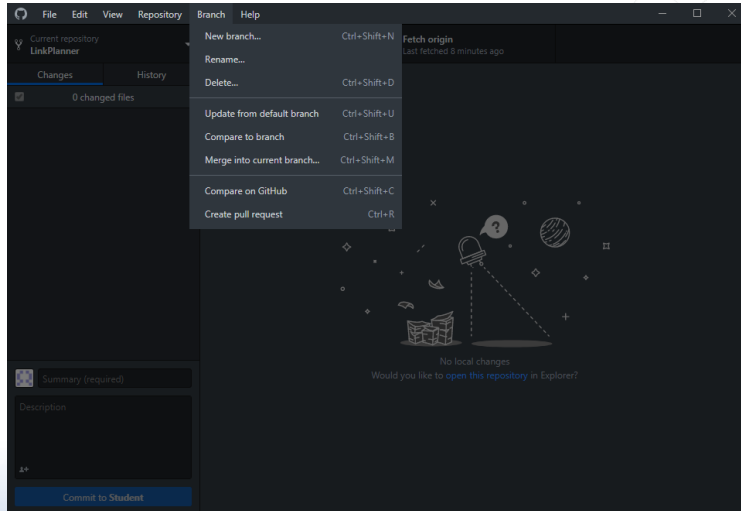 File Edit View Repository Branch Help
Current repository
LinkPlanner
Fetch origin
Last fetched 8 minutes ago
Changes History
0 changed files
New branch... Ctrl+Shift+N
Rename...
Delete... Ctrl+Shift+D
Update from default branch Ctrl+Shift+U
Compare to branch Ctrl+Shift+B
Merge into current branch... Ctrl+Shift+M
Compare on GitHub Ctrl+Shift+C
Create pull request Ctrl+R
?
No local changes
Would you like to open this repository in Explorer?
Summary (required)
Description
Commit to Student